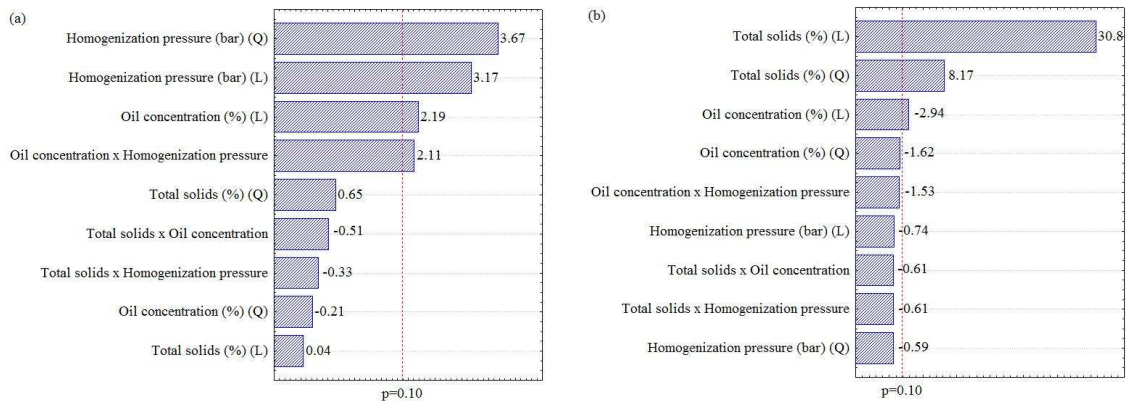 (a)
Homogenization pressure (bar) (Q) 3.67
Homogenization pressure (bar) (L) 3.17
Oil concentration (%) (L) 2.19
Oil concentration x Homogenization pressure 2.11
Total solids (%) (Q) 0.65
Total solids x Oil concentration -0.51
Total solids x Homogenization pressure -0.33
Oil concentration (%) (Q) -0.21
Total solids (%) (L) 0.04
p=0.10
(b)
Total solids (%) (L) 30.8
Total solids (%) (Q) 8.17
Oil concentration (%) (L) -2.94
Oil concentration (%) (Q) -1.62
Oil concentration x Homogenization pressure -1.53
Homogenization pressure (bar) (L) -0.74
Total solids x Oil concentration -0.61
Total solids x Homogenization pressure -0.61
Homogenization pressure (bar) (Q) -0.59
p=0.10